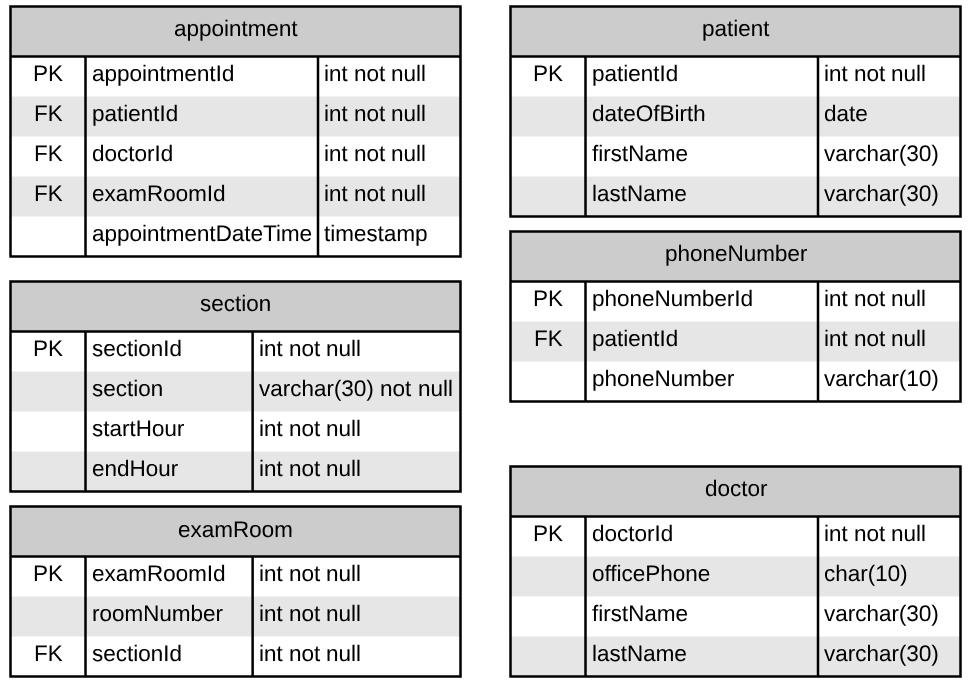 appointment
PK appointmentId int not null
FK patientId int not null
FK doctorId int not null
FK examRoomId int not null
appointmentDateTime timestamp
section
PK sectionId int not null
section varchar(30) not null
startHour int not null
endHour int not null
examRoom
PK examRoomId int not null
roomNumber int not null
FK sectionId int not null
patient
PK patientId int not null
dateOfBirth date
firstName varchar(30)
lastName varchar(30)
phoneNumber
PK phoneNumberId int not null
FK patientId int not null
phoneNumber varchar(10)
doctor
PK doctorId int not null
officePhone char(10)
firstName varchar(30)
lastName varchar(30)